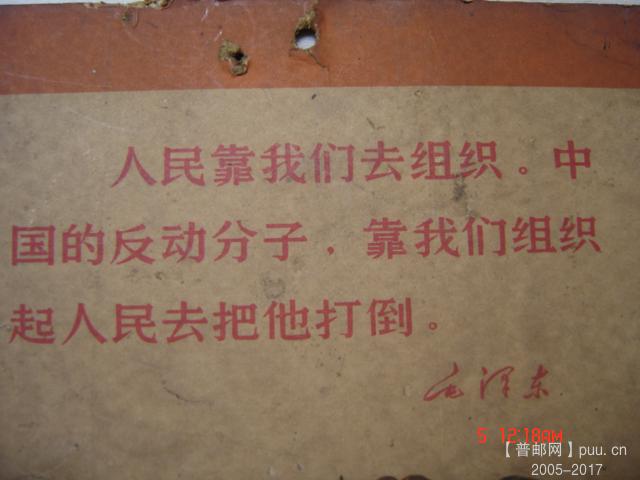 人民靠我们去组织。中
国的反动分子，靠我们组织
起人民去把他打倒。
毛泽东
5 12:18AM
【普邮网】puu.cn
2005-2017